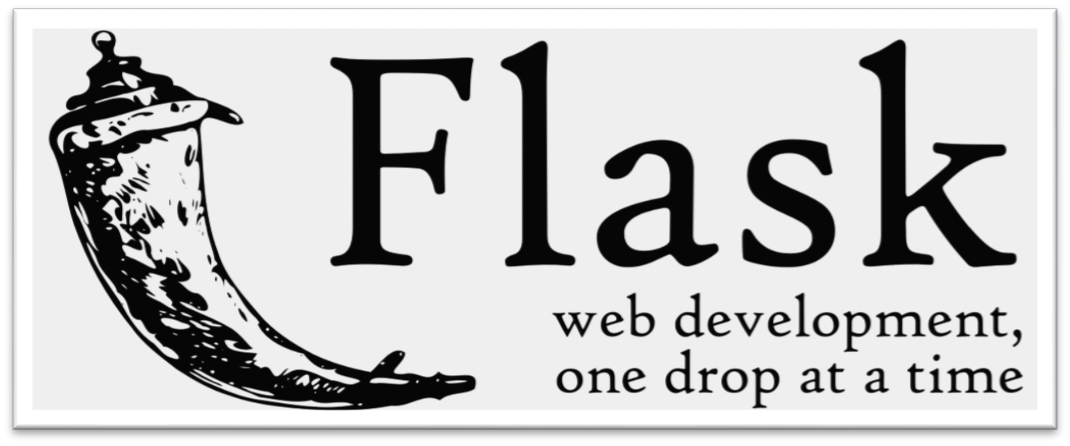 Flask
web development,
one drop at a time